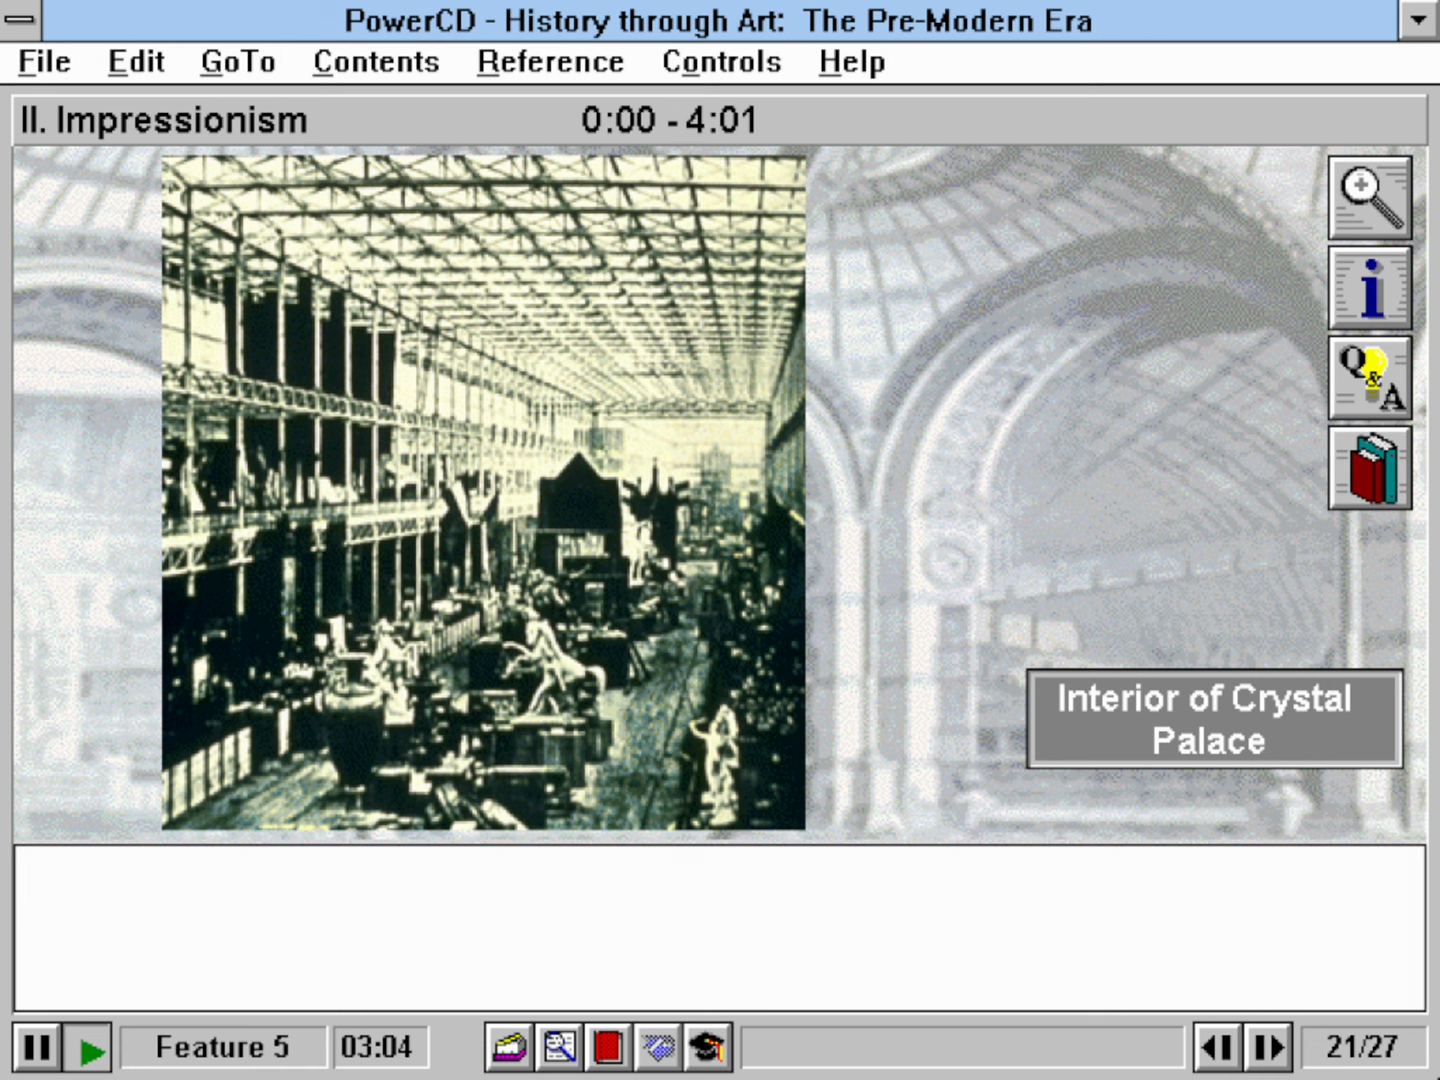 PowerCD - History through Art:  The Pre-Modern Era
File Edit GoTo Contents Reference Controls Help
II. Impressionism 0:00 - 4:01
i
Q & A
Interior of Crystal
Palace
Feature 5 03:04 21/27